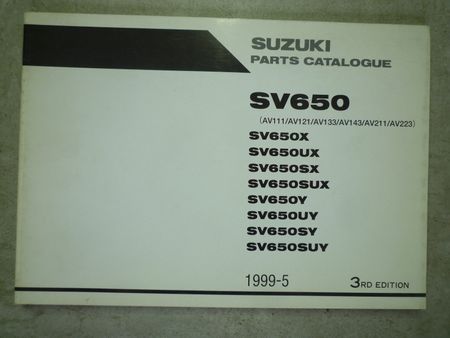 SUZUKI
PARTS CATALOGUE
SV650
(AV111/AV121/AV133/AV143/AV211/AV223)
SV650X
SV650UX
SV650SX
SV650SUX
SV650Y
SV650UY
SV650SY
SV650SUY
1999-5 3RD EDITION